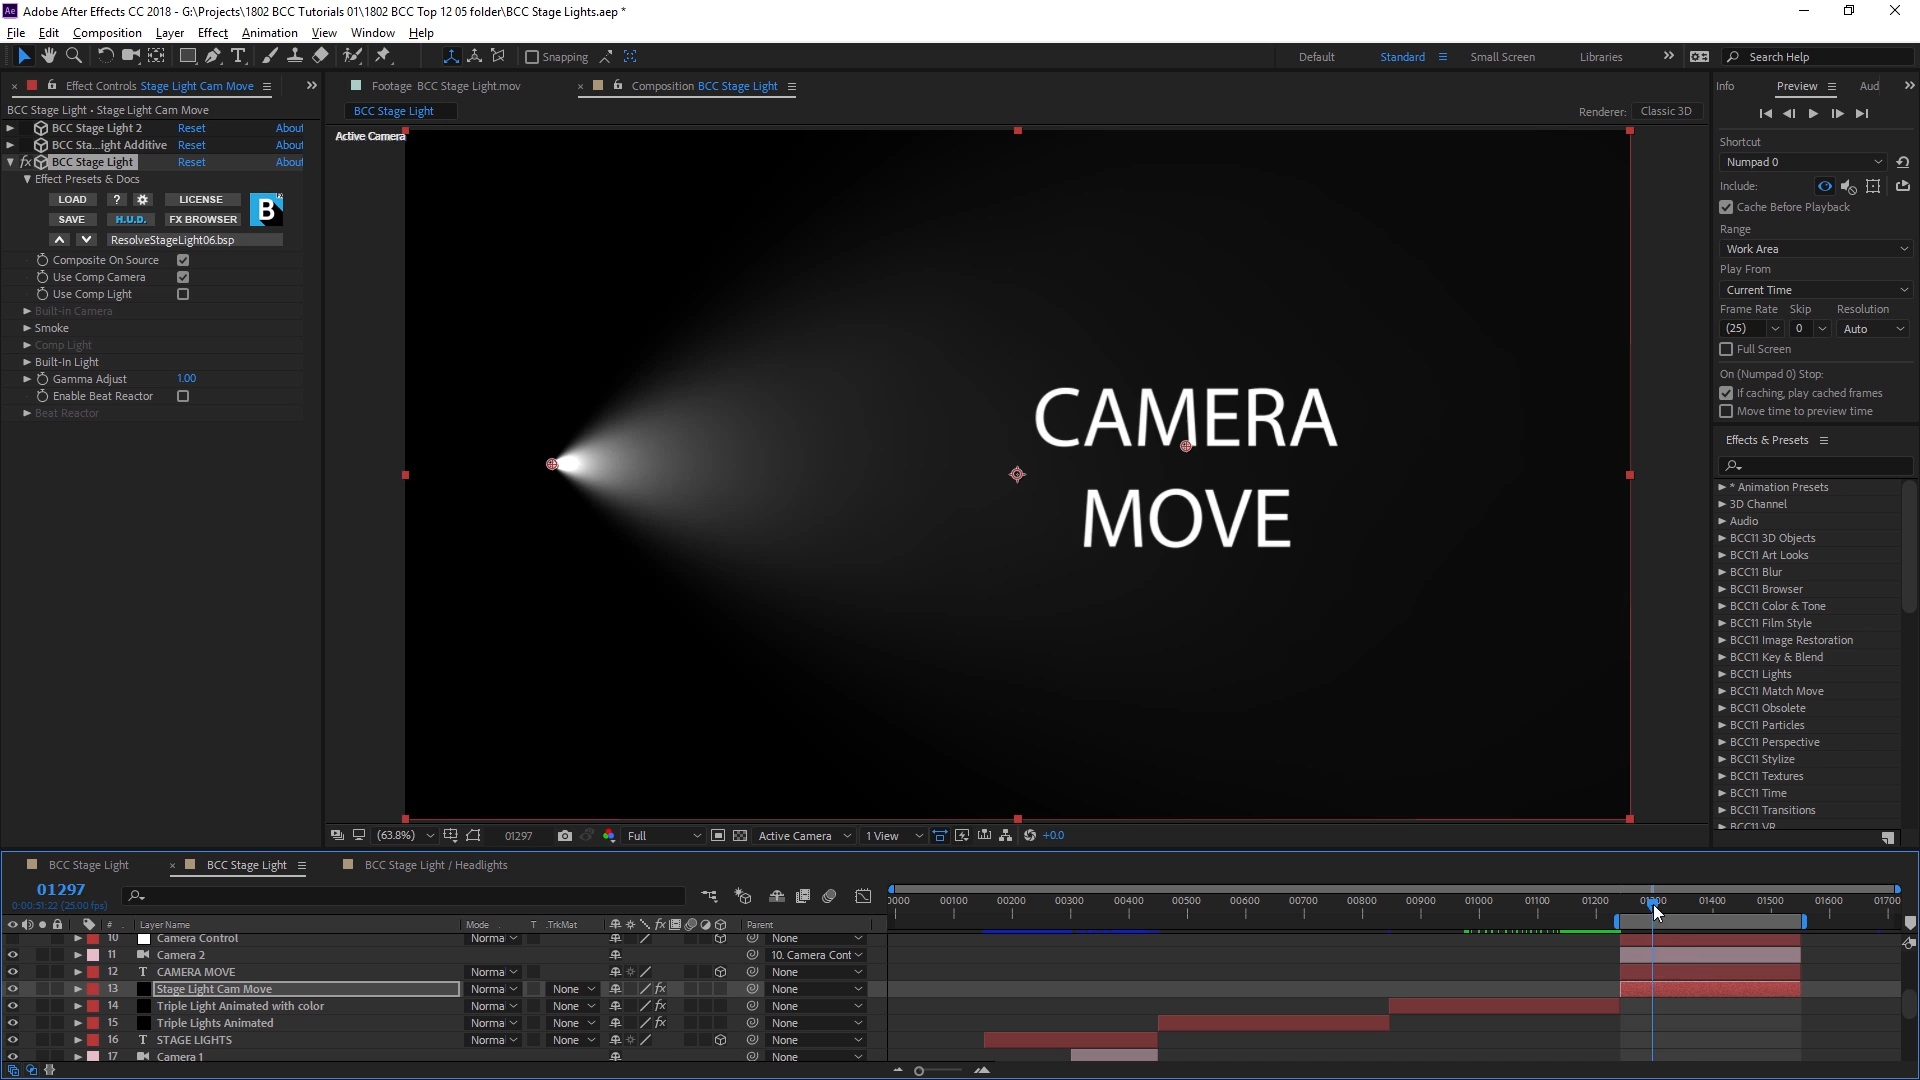 Adobe After Effects CC 2018 - G:\Projects\1802 BCC Tutorials 01\1802 BCC Top 12 05 folder\BCC Stage Lights.aep *
File Edit Composition Layer Effect Animation View Window Help
Snapping
Default Standard Small Screen Libraries Search Help
Effect Controls Stage Light Cam Move
BCC Stage Light • Stage Light Cam Move
BCC Stage Light 2 Reset About
BCC Sta...ight Additive Reset About
BCC Stage Light Reset About
Effect Presets & Docs
LOAD ? LICENSE
SAVE H.U.D. FX BROWSER
B
ResolveStageLight06.bsp
Composite On Source
Use Comp Camera
Use Comp Light
Built-in Camera
Smoke
Comp Light
Built-In Light
Gamma Adjust 1.00
Enable Beat Reactor
Beat Reactor
Footage BCC Stage Light.mov
Composition BCC Stage Light
BCC Stage Light
Renderer: Classic 3D
Active Camera
CAMERA
MOVE
(63.8%) 01297 Full Active Camera 1 View +0.0
Info Preview Aud
Shortcut
Numpad 0
Include:
Cache Before Playback
Range
Work Area
Play From
Current Time
Frame Rate Skip Resolution
(25) 0 Auto
Full Screen
On (Numpad 0) Stop:
If caching, play cached frames
Move time to preview time
Effects & Presets
* Animation Presets
3D Channel
Audio
BCC11 3D Objects
BCC11 Art Looks
BCC11 Blur
BCC11 Browser
BCC11 Color & Tone
BCC11 Film Style
BCC11 Image Restoration
BCC11 Key & Blend
BCC11 Lights
BCC11 Match Move
BCC11 Obsolete
BCC11 Particles
BCC11 Perspective
BCC11 Stylize
BCC11 Textures
BCC11 Time
BCC11 Transitions
BCC11 VR
BCC Stage Light BCC Stage Light BCC Stage Light / Headlights
01297
0:00:51:22 (25.00 fps)
0000 00100 00200 00300 00400 00500 00600 00700 00800 00900 01000 01100 01200 01400 01500 01600 01700
# Layer Name Mode T .TrkMat fx Parent
10 Camera Control Norma None
11 Camera 2 10. Camera Cont
12 T CAMERA MOVE Norma None
13 Stage Light Cam Move Norma None fx None
14 Triple Light Animated with color Norma None fx None
15 Triple Lights Animated Norma None fx None
16 T STAGE LIGHTS Norma None None
17 Camera 1 None